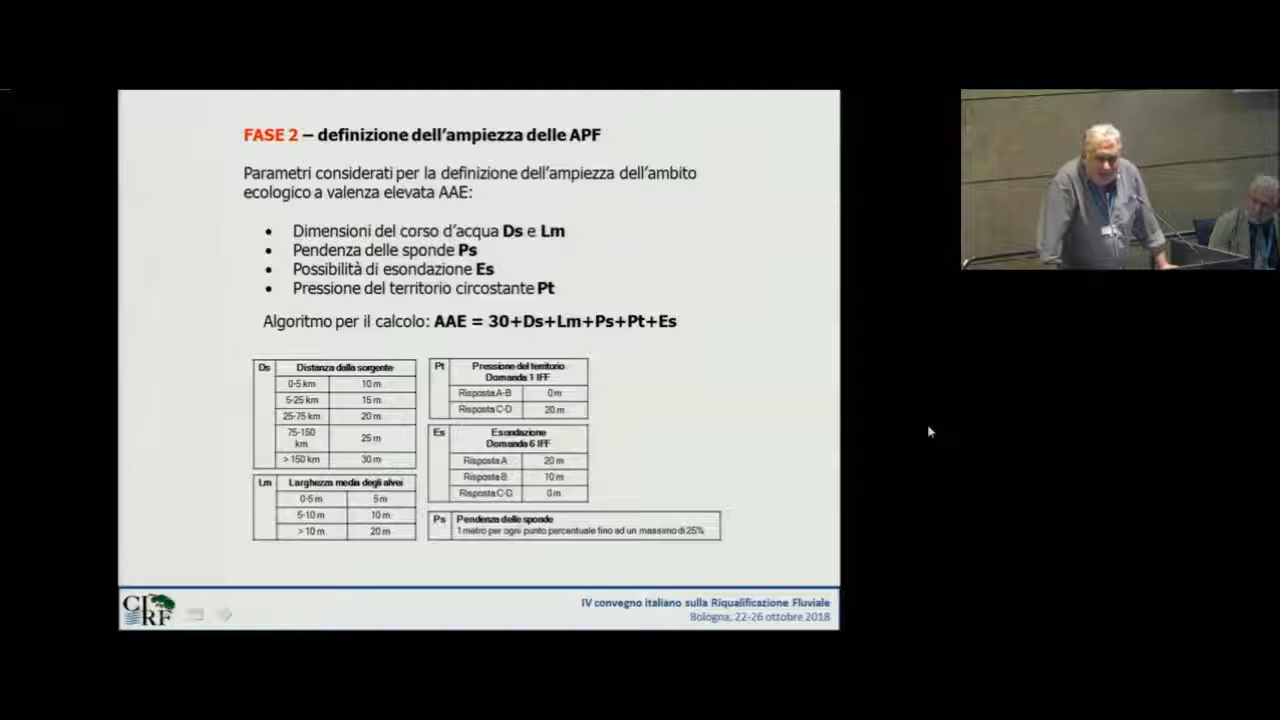 FASE 2 – definizione dell'ampiezza delle APF
Parametri considerati per la definizione dell'ampiezza dell'ambito
ecologico a valenza elevata AAE:
• Dimensioni del corso d'acqua Ds e Lm
• Pendenza delle sponde Ps
• Possibilità di esondazione Es
• Pressione del territorio circostante Pt
Algoritmo per il calcolo: AAE = 30+Ds+Lm+Ps+Pt+Es
Ds Distanza dalla sorgente
0-5 km 10 m
5-25 km 15 m
25-75 km 20 m
75-150
km 25 m
> 150 km 30 m
Lm Larghezza media degli alvei
0-5 m 5 m
5-10 m 10 m
> 10 m 20 m
Pt Pressione del territorio
Domanda 1 IFF
Risposta A-B 0 m
Risposta C-D 20 m
Es Esondazione
Domanda 6 IFF
Risposta A 20 m
Risposta B 10 m
Risposta C-D 0 m
Ps Pendenza delle sponde
1 metro per ogni punto percentuale fino ad un massimo di 25%
CIRF
IV convegno italiano sulla Riqualificazione Fluviale
Bologna, 22-26 ottobre 2018